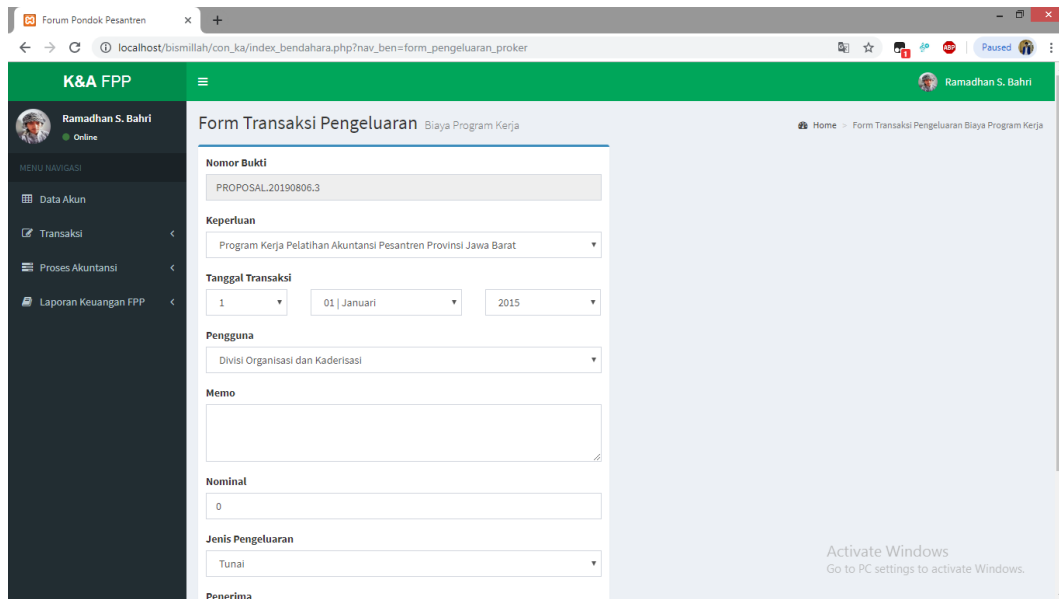 Forum Pondok Pesantren
localhost/bismillah/con_ka/index_bendahara.php?nav_ben=form_pengeluaran_proker
1
ABP
Paused
K&A FPP
Ramadhan S. Bahri
Ramadhan S. Bahri
Online
Form Transaksi Pengeluaran Biaya Program Kerja
Home > Form Transaksi Pengeluaran Biaya Program Kerja
MENU NAVIGASI
Data Akun
Transaksi
Proses Akuntansi
Laporan Keuangan FPP
Nomor Bukti
PROPOSAL.20190806.3
Keperluan
Program Kerja Pelatihan Akuntansi Pesantren Provinsi Jawa Barat
Tanggal Transaksi
1 01 | Januari 2015
Pengguna
Divisi Organisasi dan Kaderisasi
Memo
Nominal
0
Jenis Pengeluaran
Tunai
Penerima
Activate Windows
Go to PC settings to activate Windows.